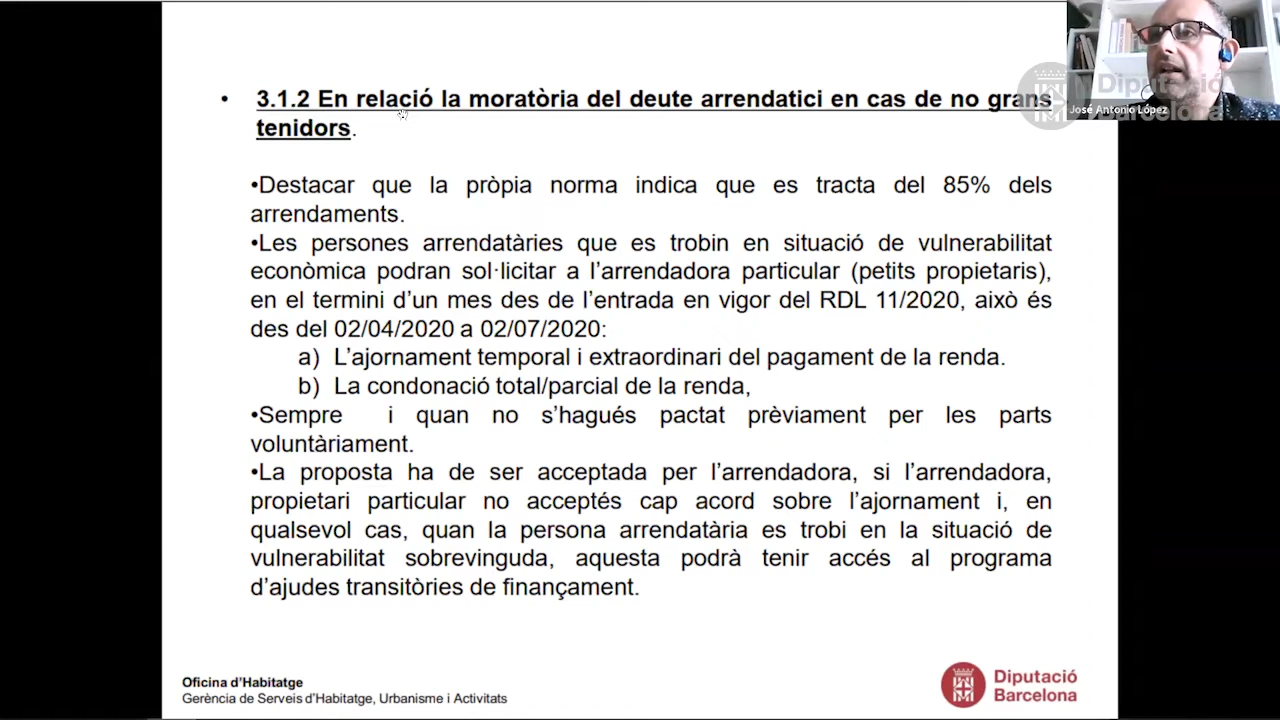 • 3.1.2 En relació la moratòria del deute arrendatici en cas de no grans
tenidors.
•Destacar que la pròpia norma indica que es tracta del 85% dels
arrendaments.
•Les persones arrendatàries que es trobin en situació de vulnerabilitat
econòmica podran sol·licitar a l’arrendadora particular (petits propietaris),
en el termini d’un mes des de l’entrada en vigor del RDL 11/2020, això és
des del 02/04/2020 a 02/07/2020:
a) L’ajornament temporal i extraordinari del pagament de la renda.
b) La condonació total/parcial de la renda,
•Sempre i quan no s’hagués pactat prèviament per les parts
voluntàriament.
•La proposta ha de ser acceptada per l’arrendadora, si l’arrendadora,
propietari particular no acceptés cap acord sobre l’ajornament i, en
qualsevol cas, quan la persona arrendatària es trobi en la situació de
vulnerabilitat sobrevinguda, aquesta podrà tenir accés al programa
d’ajudes transitòries de finançament.
Oficina d’Habitatge
Gerència de Serveis d’Habitatge, Urbanisme i Activitats
Diputació
Barcelona
Diputació
Barcelona
José Antonio López